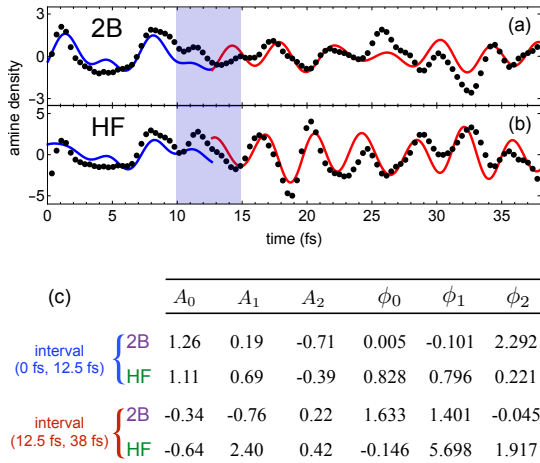 2B (a)
3
0
-3
amine density
HF (b)
5
0
-5
0 5 10 15 20 25 30 35
time (fs)
(c) A₀ A₁ A₂ ϕ₀ ϕ₁ ϕ₂
interval (0 fs, 12.5 fs)
2B 1.26 0.19 -0.71 0.005 -0.101 2.292
HF 1.11 0.69 -0.39 0.828 0.796 0.221
interval (12.5 fs, 38 fs)
2B -0.34 -0.76 0.22 1.633 1.401 -0.045
HF -0.64 2.40 0.42 -0.146 5.698 1.917